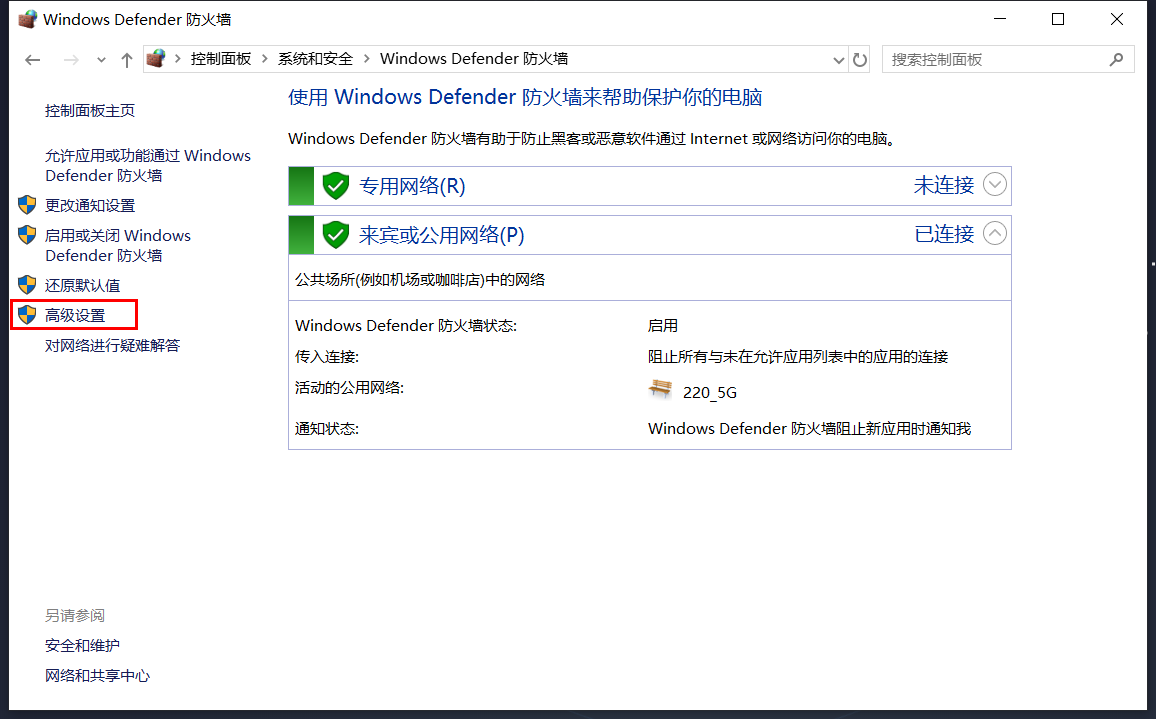 Windows Defender 防火墙
控制面板 > 系统和安全 > Windows Defender 防火墙
搜索控制面板
控制面板主页
允许应用或功能通过 Windows
Defender 防火墙
更改通知设置
启用或关闭 Windows
Defender 防火墙
还原默认值
高级设置
对网络进行疑难解答
另请参阅
安全和维护
网络和共享中心
使用 Windows Defender 防火墙来帮助保护你的电脑
Windows Defender 防火墙有助于防止黑客或恶意软件通过 Internet 或网络访问你的电脑。
专用网络(R) 未连接
来宾或公用网络(P) 已连接
公共场所(例如机场或咖啡店)中的网络
Windows Defender 防火墙状态: 启用
传入连接: 阻止所有与未在允许应用列表中的应用的连接
活动的公用网络: 220_5G
通知状态: Windows Defender 防火墙阻止新应用时通知我